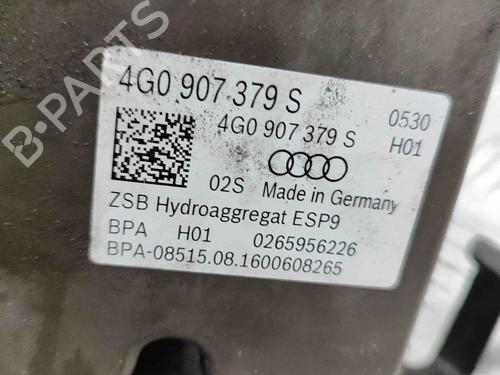 B-PARTS
4G0 907 379 S
0530
4G0 907 379 S
H01
02S Made in Germany
ZSB Hydroaggregat ESP9
BPA H01 0265956226
BPA-08515.08.1600608265